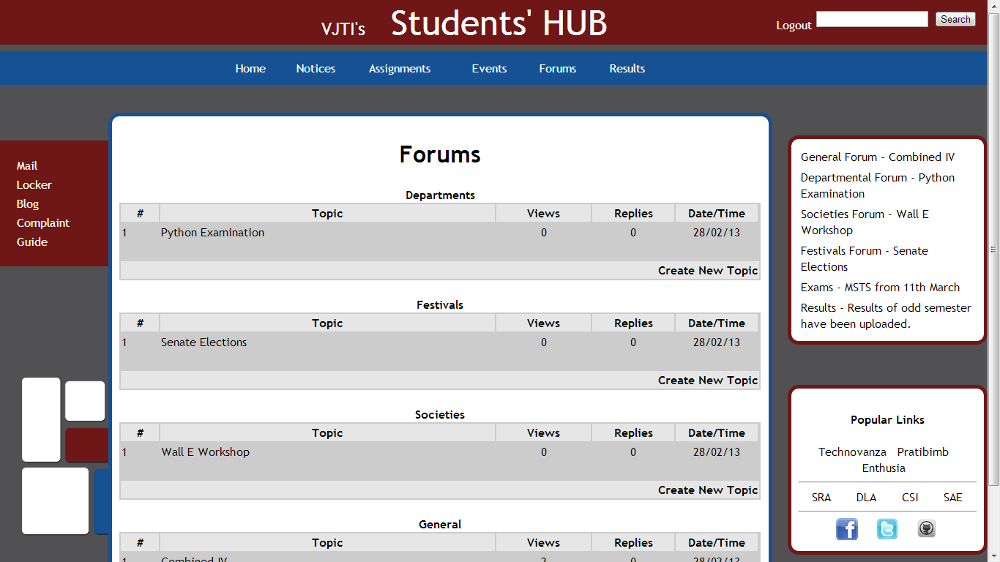 VJTI's Students' HUB
Logout Search
Home Notices Assignments Events Forums Results
Mail
Locker
Blog
Complaint
Guide
Forums
Departments
# Topic Views Replies Date/Time
1 Python Examination 0 0 28/02/13
Create New Topic
Festivals
# Topic Views Replies Date/Time
1 Senate Elections 0 0 28/02/13
Create New Topic
Societies
# Topic Views Replies Date/Time
1 Wall E Workshop 0 0 28/02/13
Create New Topic
General
# Topic Views Replies Date/Time
1 Combined IV 2 0 28/02/13
General Forum - Combined IV
Departmental Forum - Python
Examination
Societies Forum - Wall E
Workshop
Festivals Forum - Senate
Elections
Exams - MSTS from 11th March
Results - Results of odd semester
have been uploaded.
Popular Links
Technovanza Pratibimb
Enthusia
SRA DLA CSI SAE